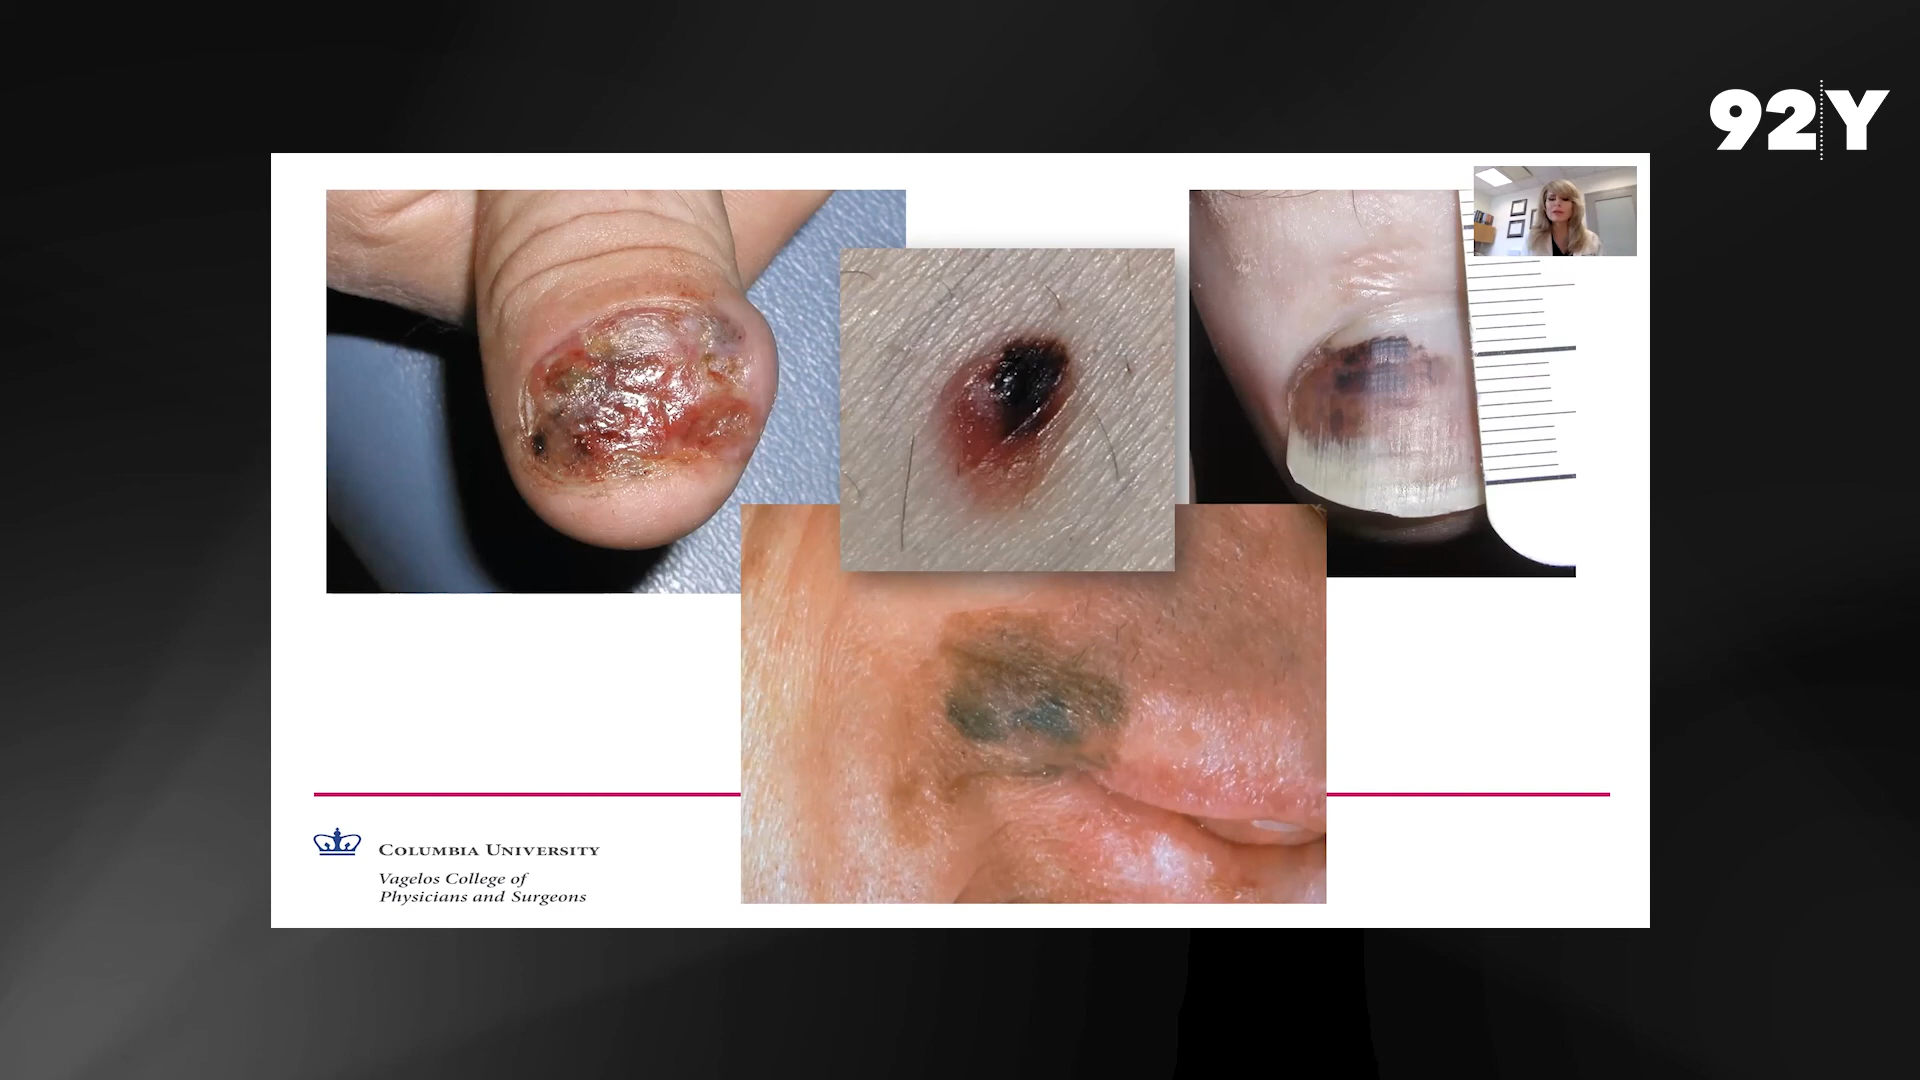 92Y
COLUMBIA UNIVERSITY
Vagelos College of
Physicians and Surgeons